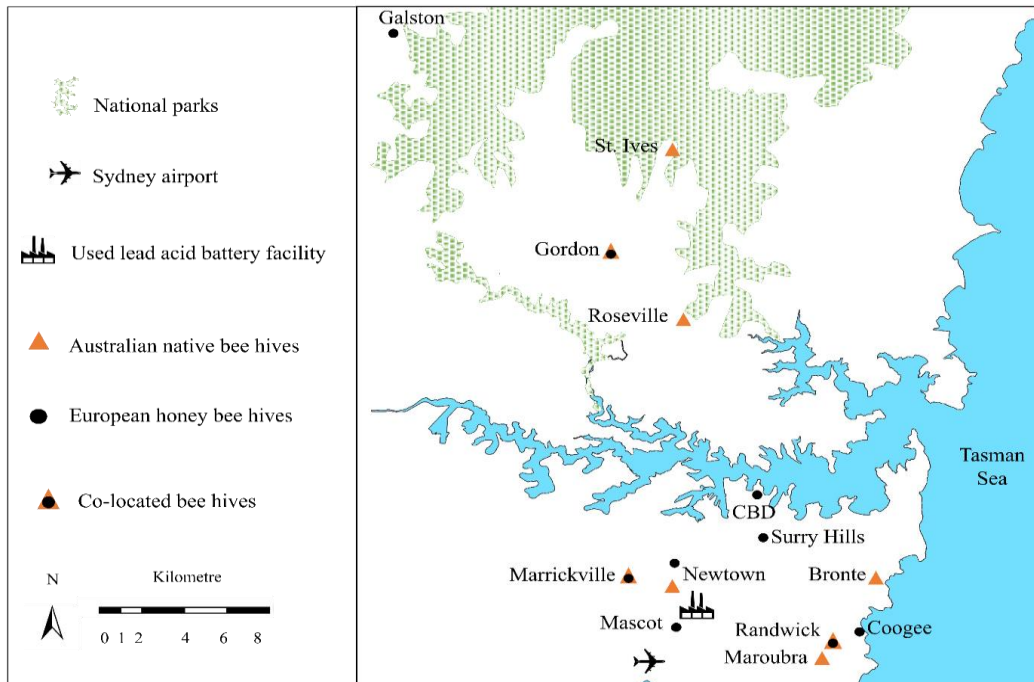 National parks
Sydney airport
Used lead acid battery facility
Australian native bee hives
European honey bee hives
Co-located bee hives
N
Kilometre
0 1 2 4 6 8
Galston
St. Ives
Gordon
Roseville
Tasman
Sea
CBD
Surry Hills
Marrickville
Newtown
Bronte
Mascot
Randwick
Coogee
Maroubra